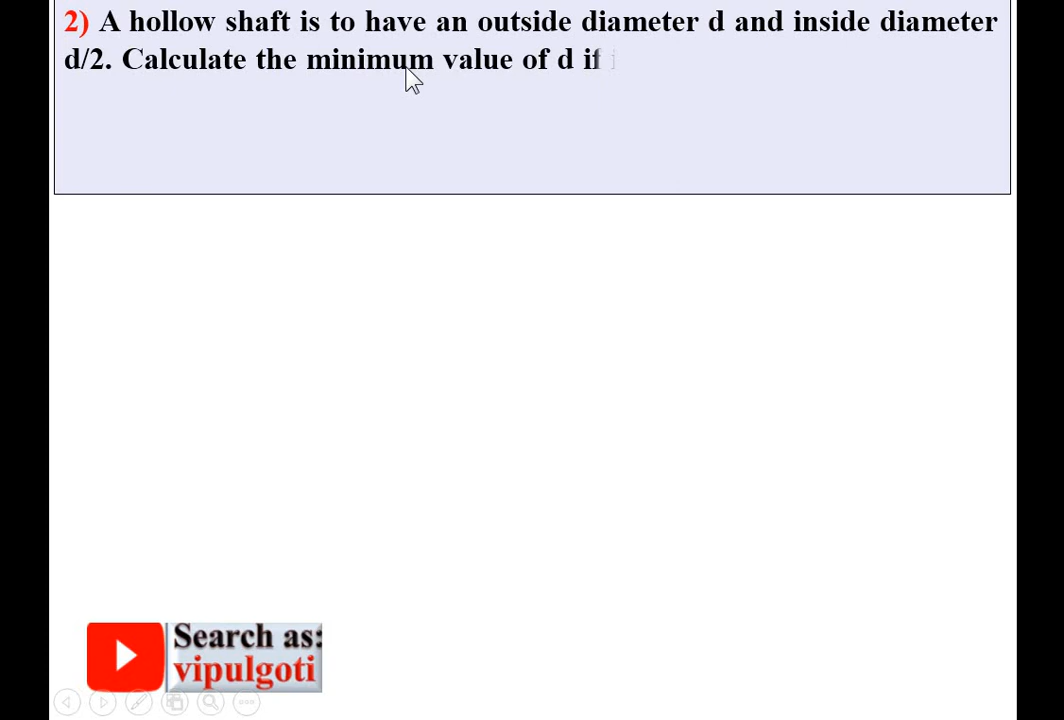 2) A hollow shaft is to have an outside diameter d and inside diameter
d/2. Calculate the minimum value of d if
Search as:
vipulgoti